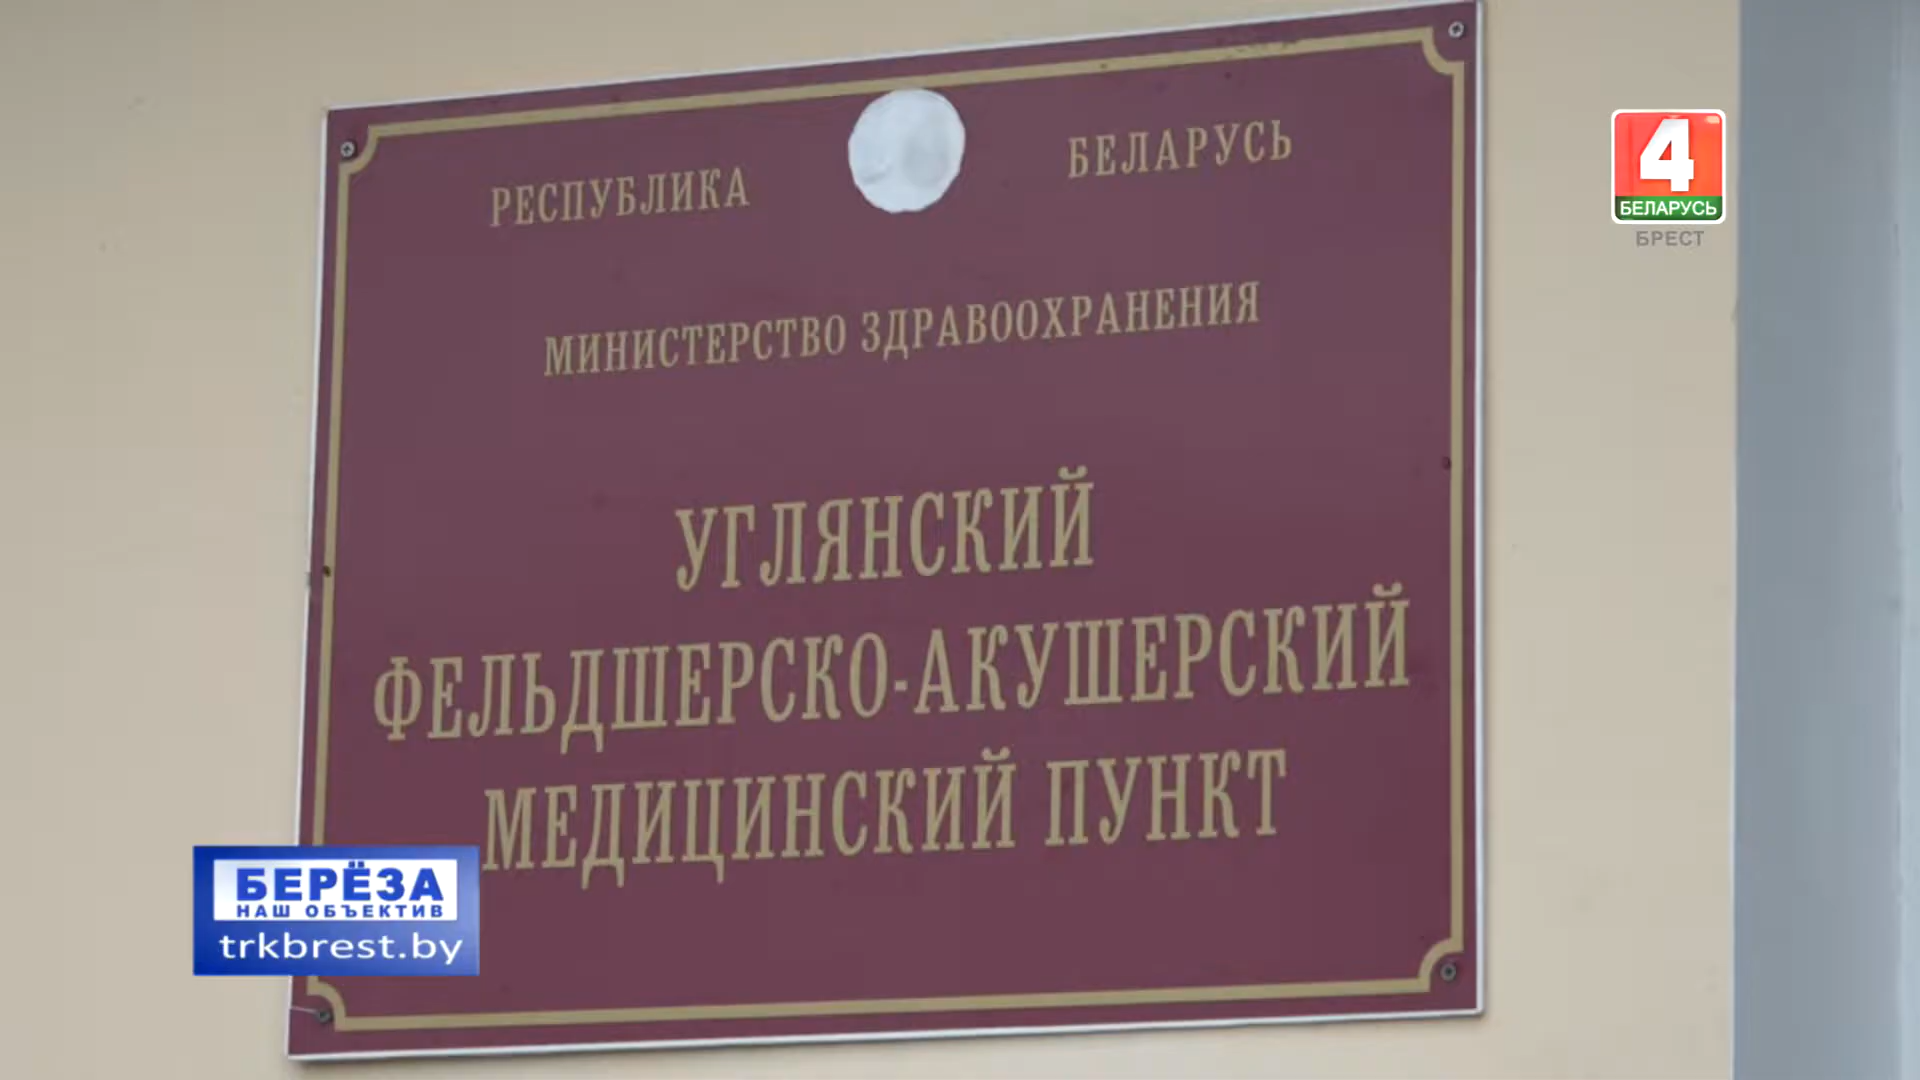 РЕСПУБЛИКА БЕЛАРУСЬ
МИНИСТЕРСТВО ЗДРАВООХРАНЕНИЯ
УГЛЯНСКИЙ
ФЕЛЬДШЕРСКО-АКУШЕРСКИЙ
МЕДИЦИНСКИЙ ПУНКТ
4
БЕЛАРУСЬ
БРЕСТ
БЕРЁЗА
НАШ ОБЪЕКТИВ
trkbrest.by